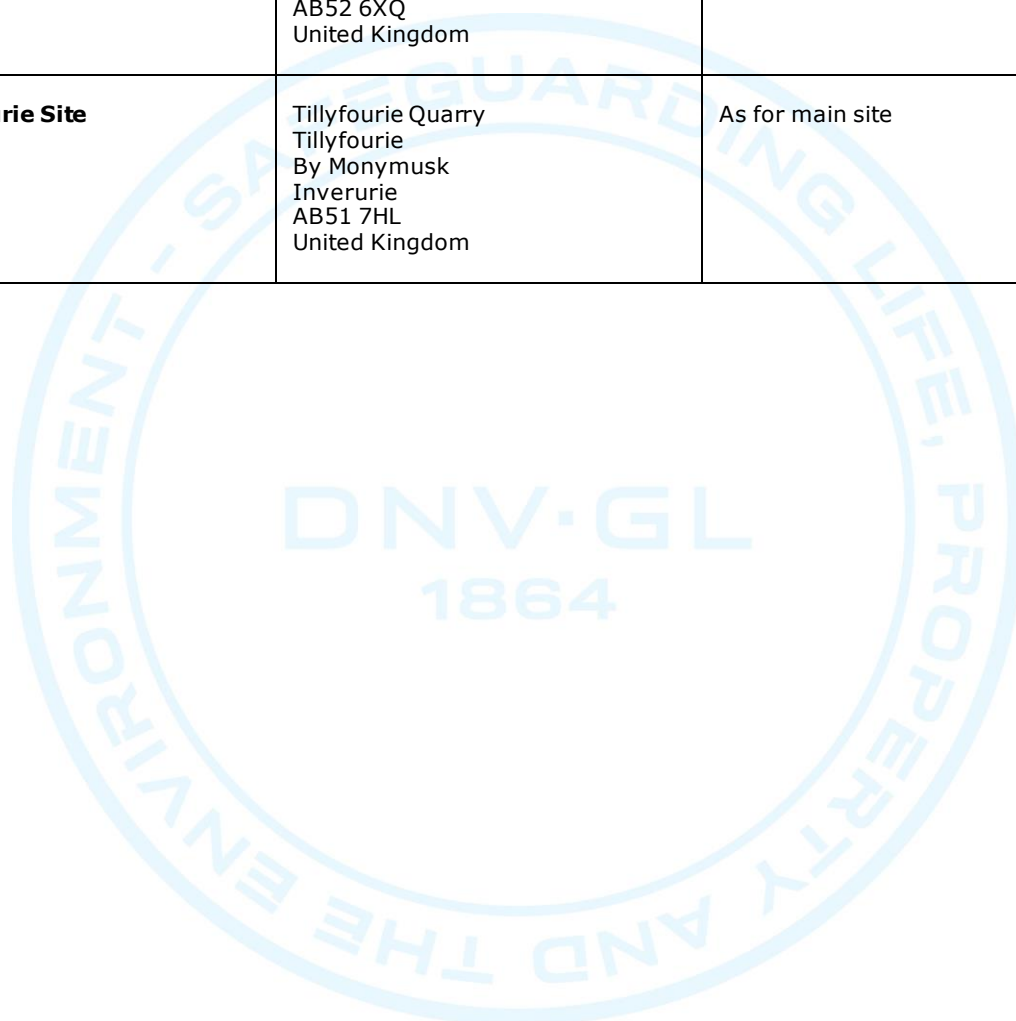 AB52 6XQ
United Kingdom
rie Site
Tillyfourie Quarry
Tillyfourie
By Monymusk
Inverurie
AB51 7HL
United Kingdom
As for main site
SAFEGUARDING LIFE, PROPERTY AND THE ENVIRONMENT -
DNV·GL
1864